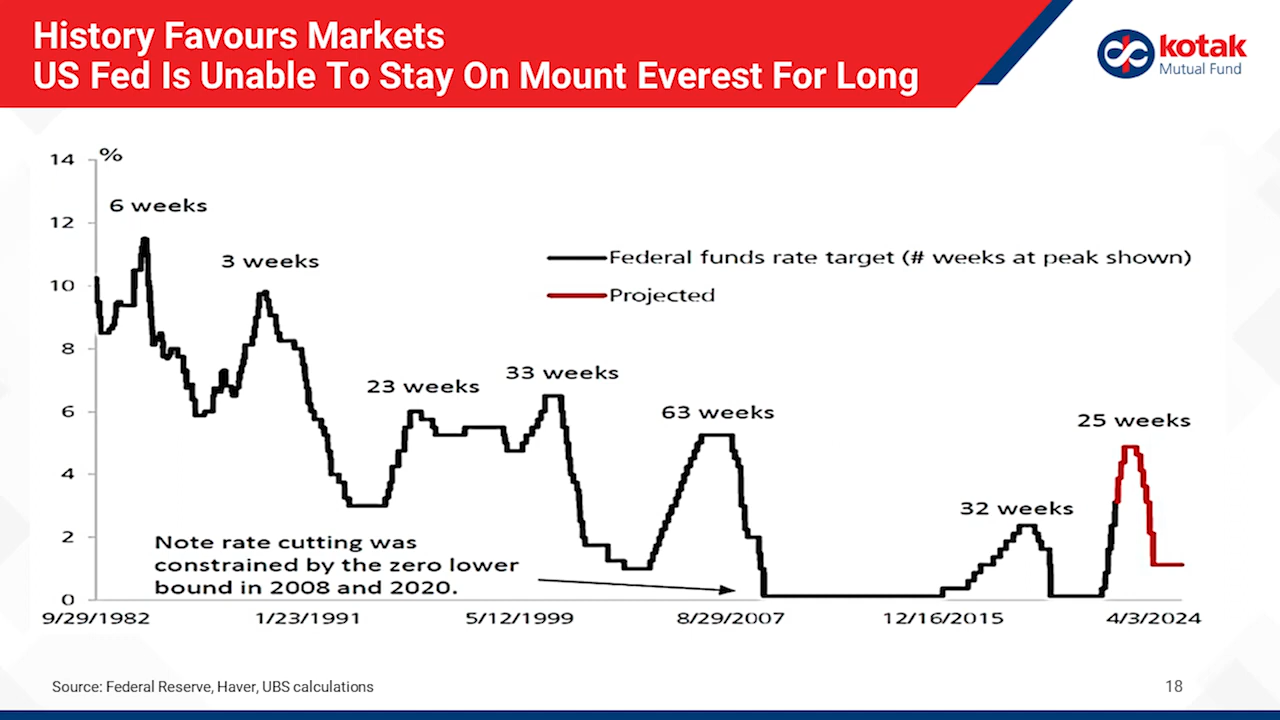 History Favours Markets
US Fed Is Unable To Stay On Mount Everest For Long
kotak
Mutual Fund
%
14
12
10
8
6
4
2
0
6 weeks
3 weeks
23 weeks
33 weeks
63 weeks
32 weeks
25 weeks
Federal funds rate target (# weeks at peak shown)
Projected
Note rate cutting was
constrained by the zero lower
bound in 2008 and 2020.
9/29/1982
1/23/1991
5/12/1999
8/29/2007
12/16/2015
4/3/2024
Source: Federal Reserve, Haver, UBS calculations
18